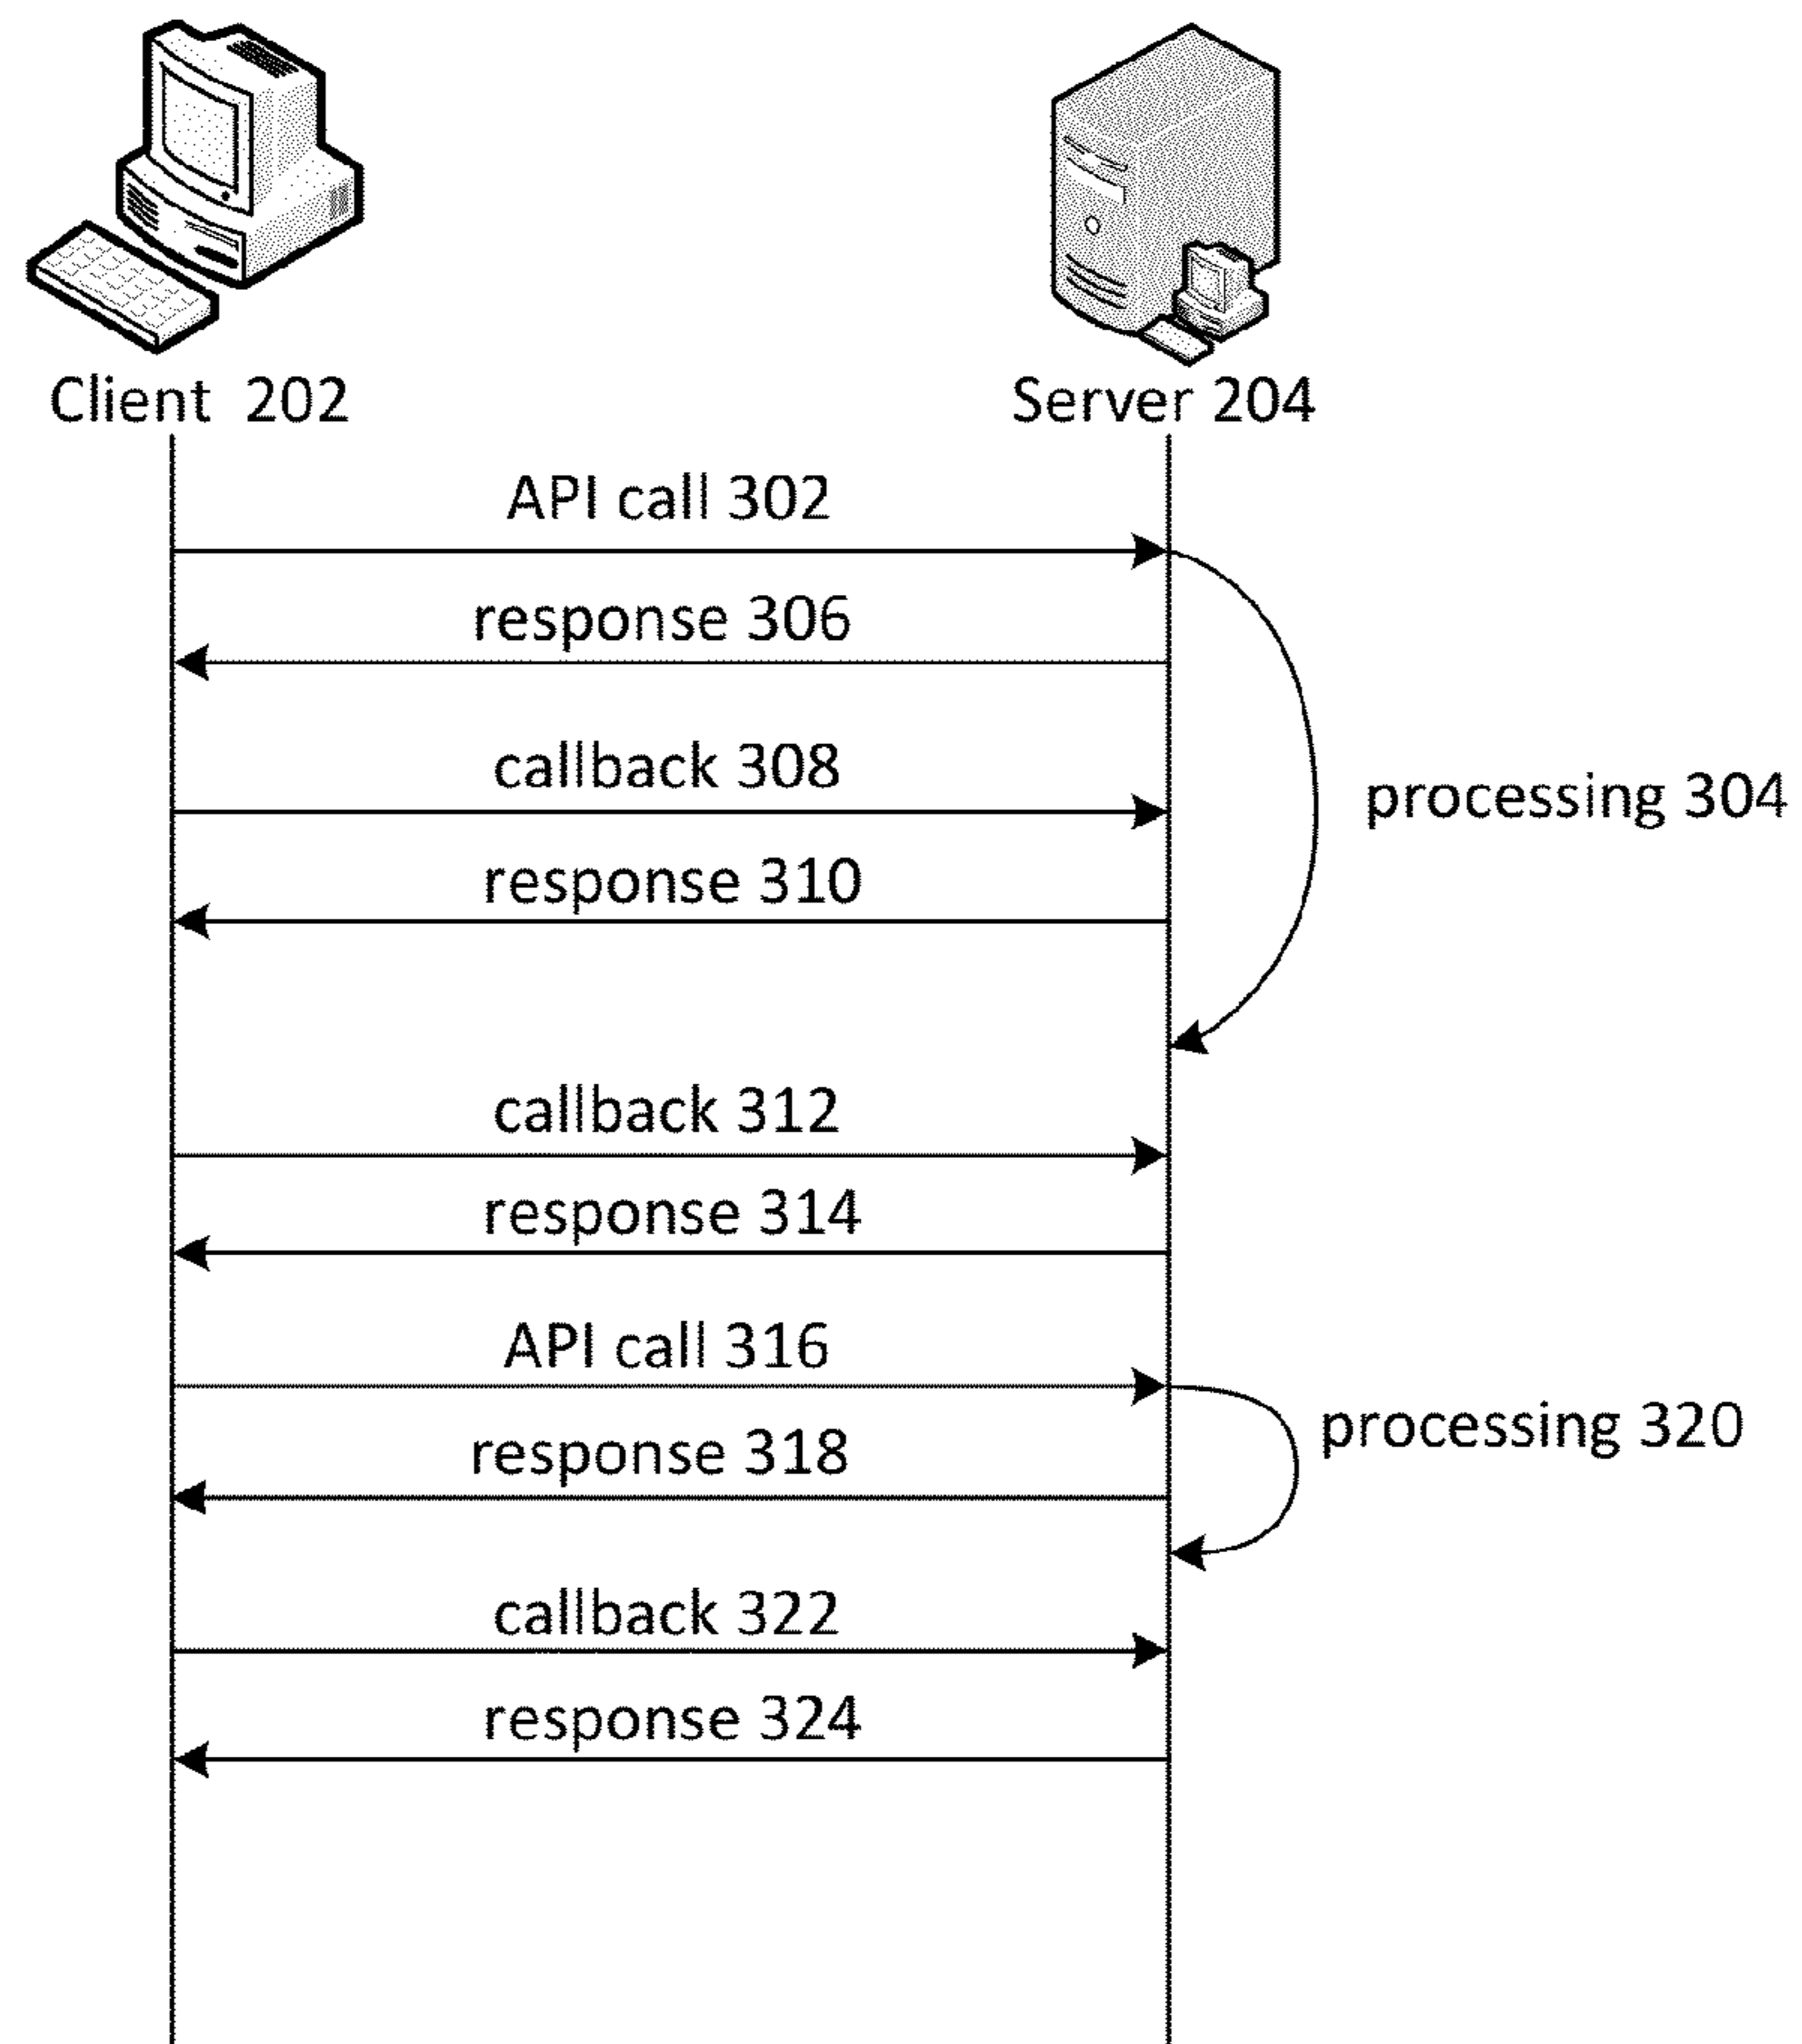 Client 202
Server 204
API call 302
response 306
callback 308
processing 304
response 310
callback 312
response 314
API call 316
processing 320
response 318
callback 322
response 324